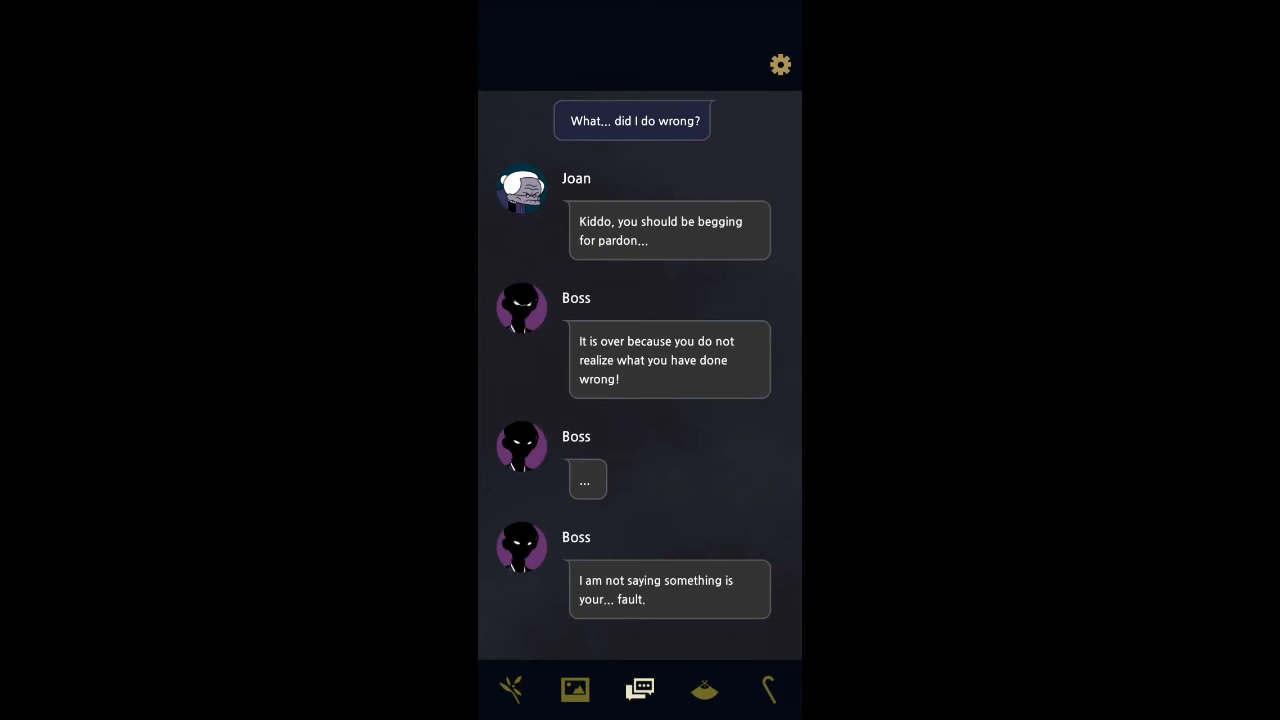 What... did I do wrong?
Joan
Kiddo, you should be begging
for pardon...
Boss
It is over because you do not
realize what you have done
wrong!
Boss
...
Boss
I am not saying something is
your... fault.